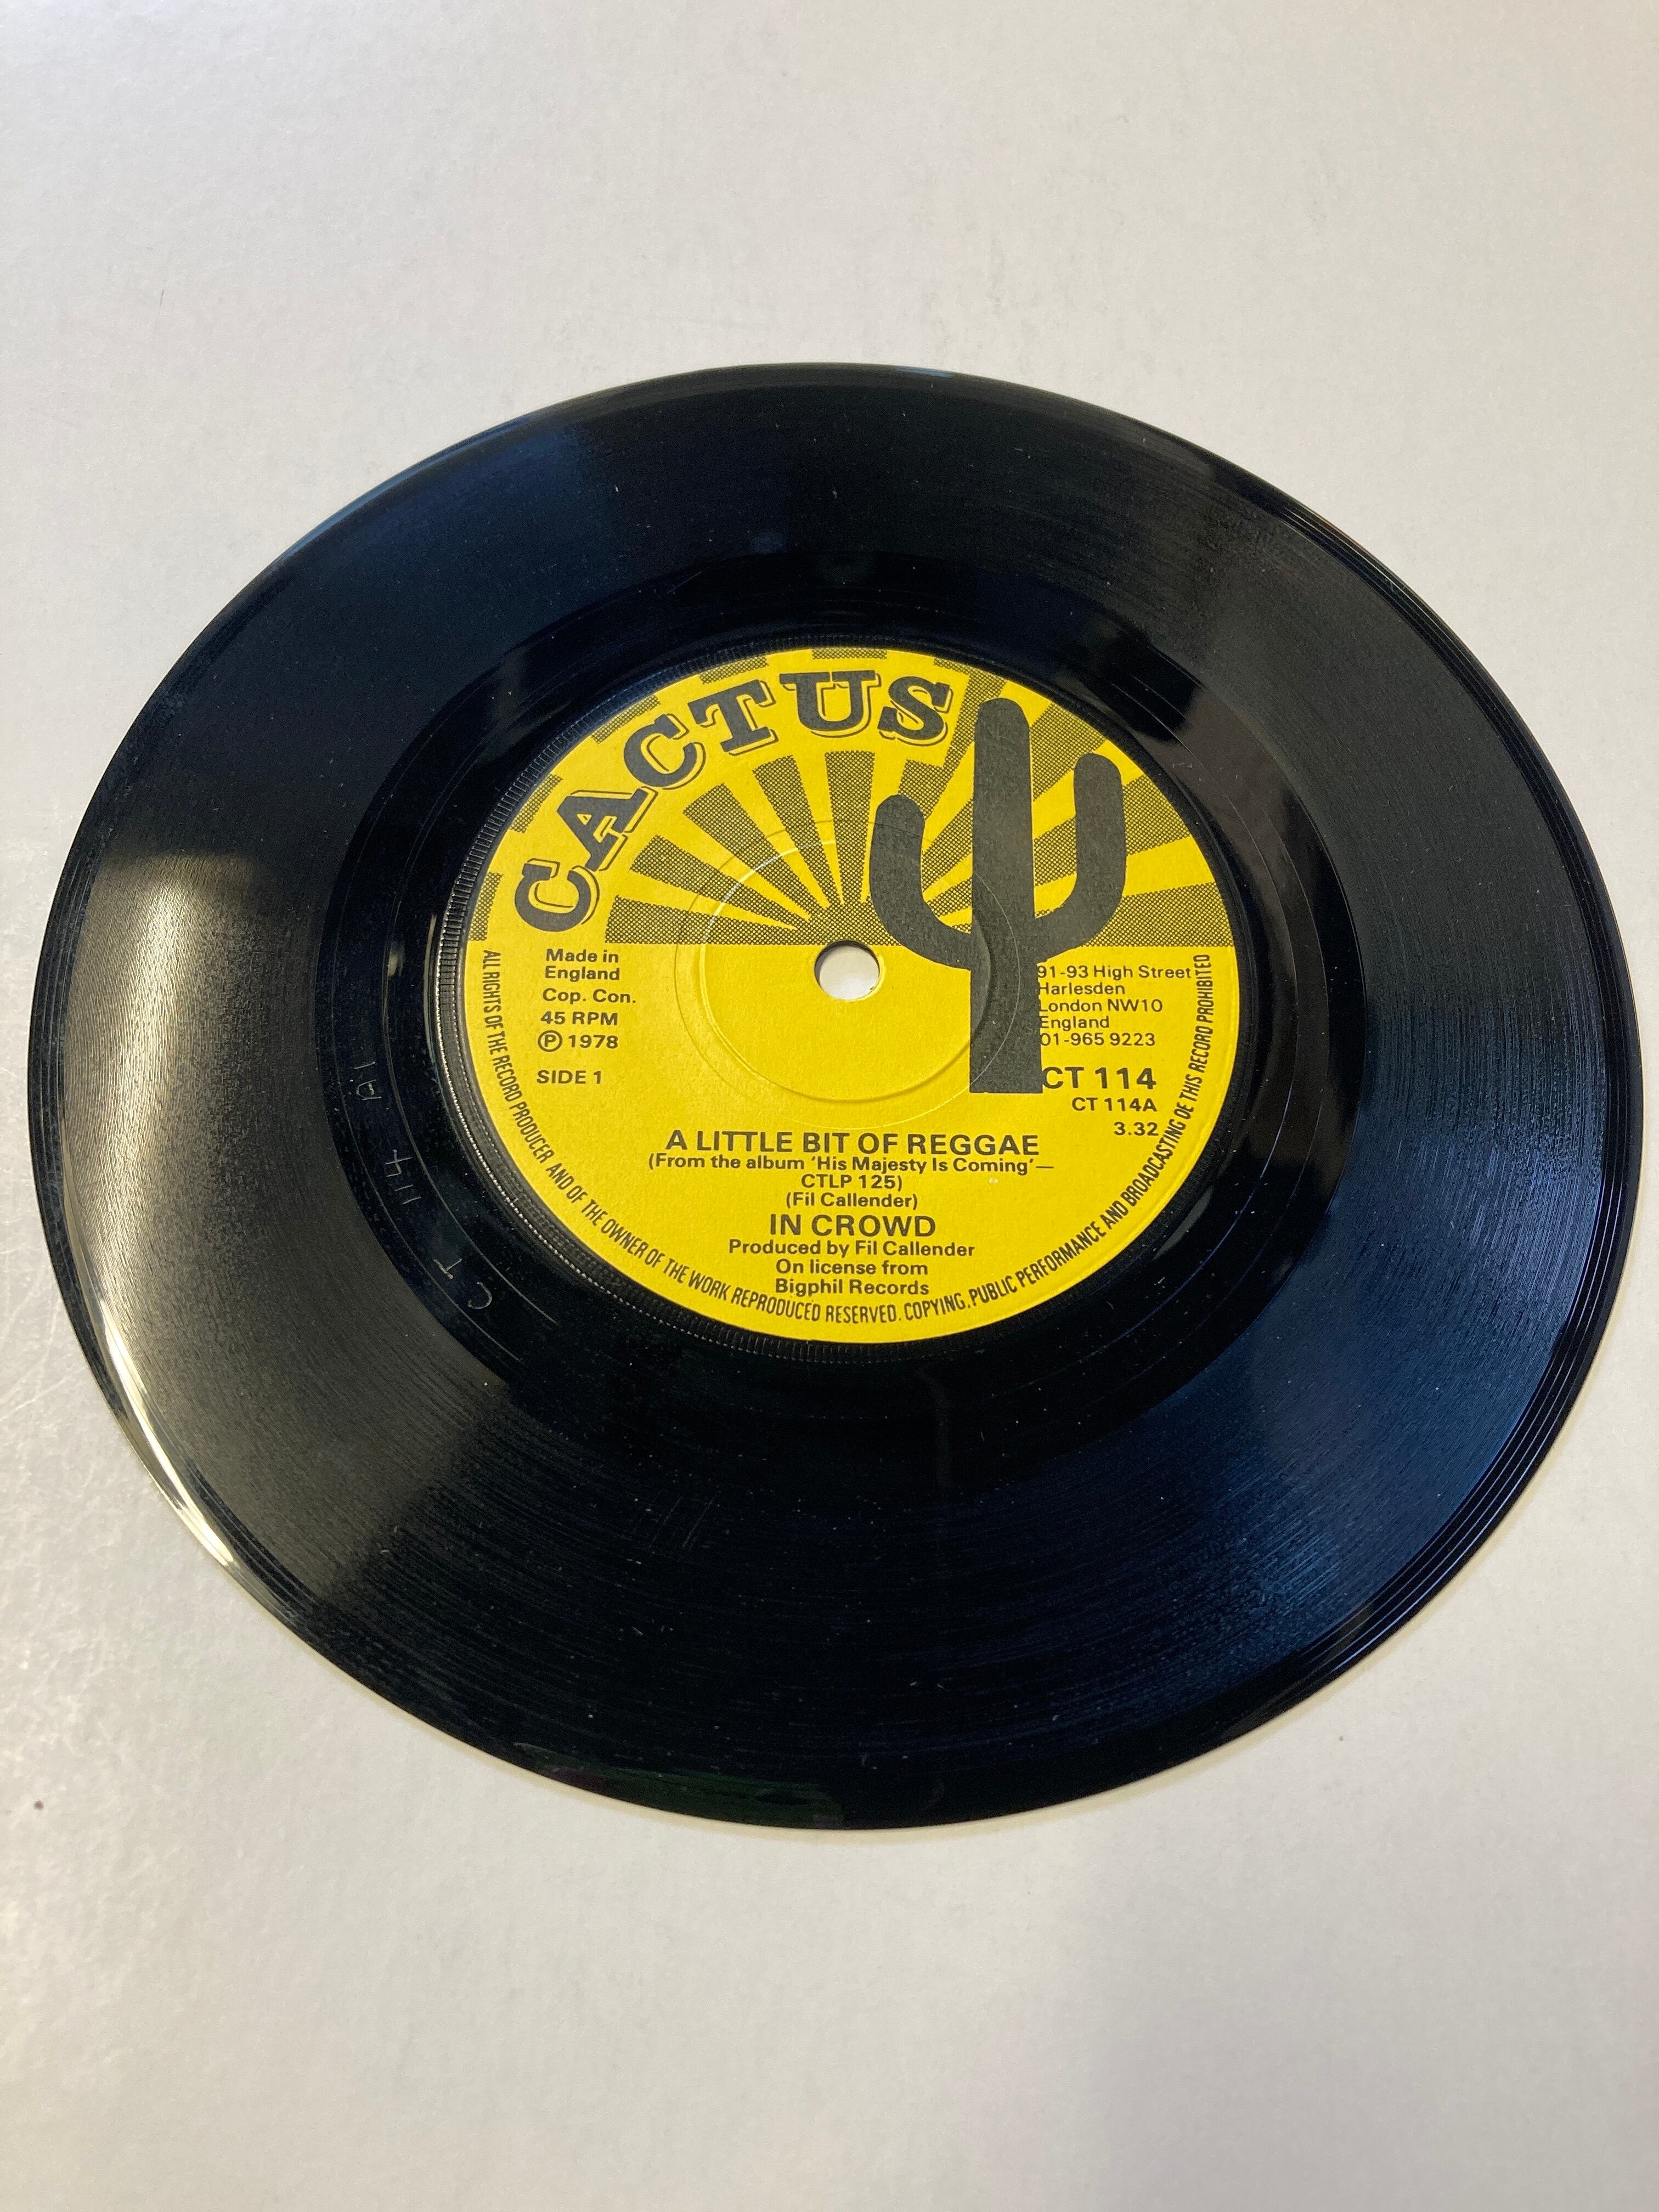 CACTUS
Made in
England
Cop. Con.
45 RPM
Ⓟ 1978
SIDE 1
91-93 High Street
Harlesden
London NW10
England
01-965 9223
CT 114
CT 114A
3.32
A LITTLE BIT OF REGGAE
(From the album ‘His Majesty Is Coming’—
CTLP 125)
(Fil Callender)
IN CROWD
Produced by Fil Callender
On license from
Bigphil Records
ALL RIGHTS OF THE RECORD PRODUCER AND OF THE OWNER OF THE WORK REPRODUCED RESERVED. COPYING, PUBLIC PERFORMANCE AND BROADCASTING OE THIS RECORD PROHIBITED
CT 114 A1